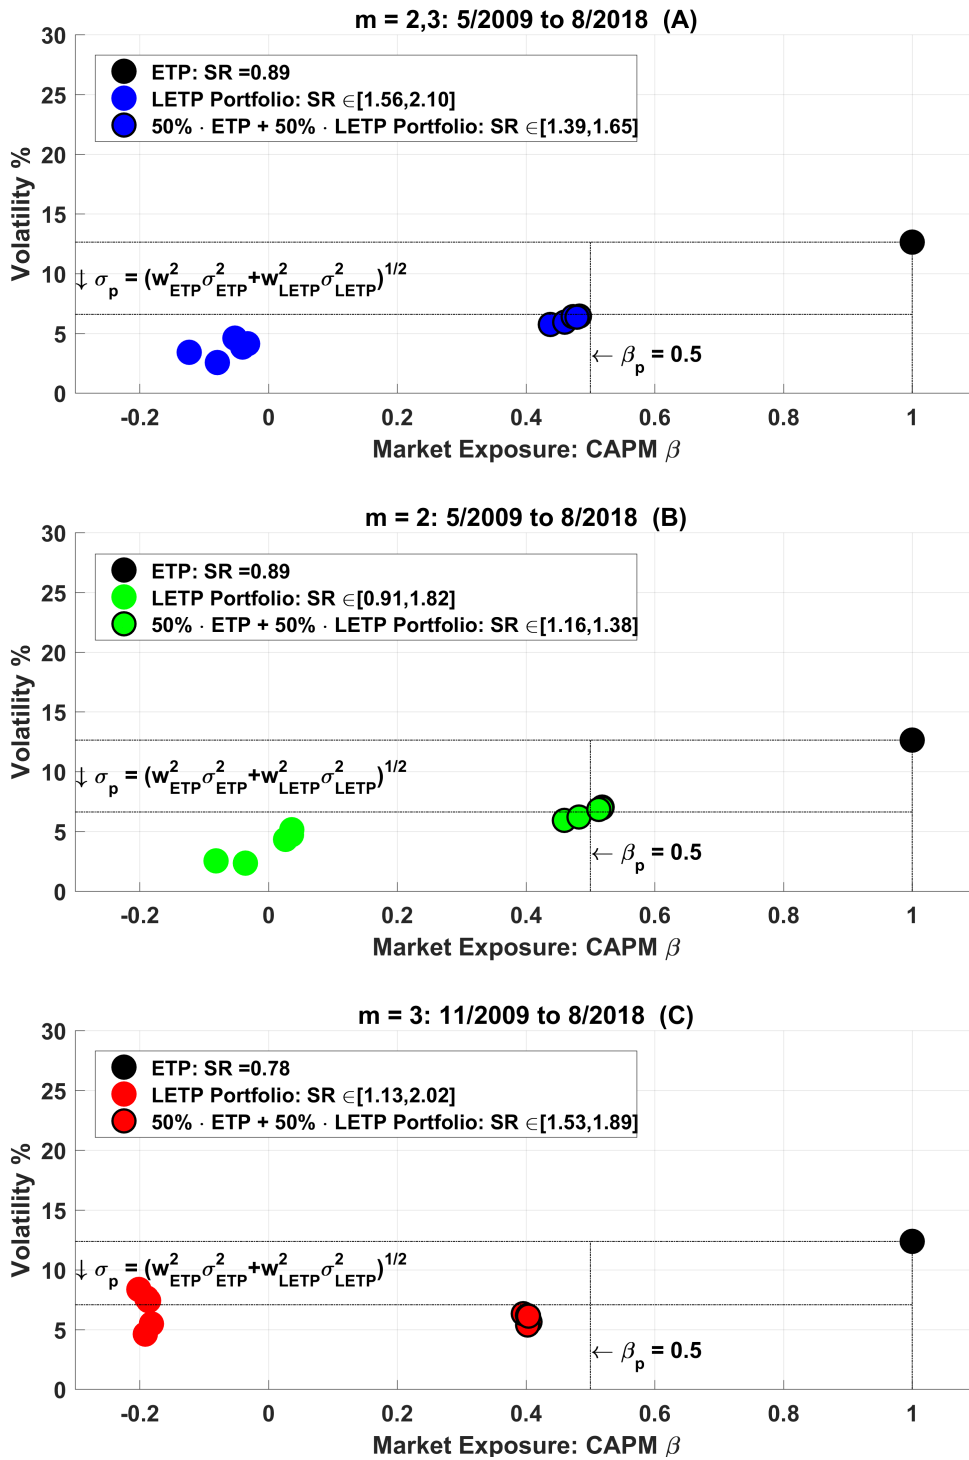 m = 2,3: 5/2009 to 8/2018 (A)
30
25
20
15
10
5
0
Volatility %
ETP: SR =0.89
LETP Portfolio: SR ∈[1.56,2.10]
50% · ETP + 50% · LETP Portfolio: SR ∈[1.39,1.65]
↓ σp = (w²ETPσ²ETP+w²LETPσ²LETP)^1/2
← βp = 0.5
-0.2 0 0.2 0.4 0.6 0.8 1
Market Exposure: CAPM β
m = 2: 5/2009 to 8/2018 (B)
30
25
20
15
10
5
0
Volatility %
ETP: SR =0.89
LETP Portfolio: SR ∈[0.91,1.82]
50% · ETP + 50% · LETP Portfolio: SR ∈[1.16,1.38]
↓ σp = (w²ETPσ²ETP+w²LETPσ²LETP)^1/2
← βp = 0.5
-0.2 0 0.2 0.4 0.6 0.8 1
Market Exposure: CAPM β
m = 3: 11/2009 to 8/2018 (C)
30
25
20
15
10
5
0
Volatility %
ETP: SR =0.78
LETP Portfolio: SR ∈[1.13,2.02]
50% · ETP + 50% · LETP Portfolio: SR ∈[1.53,1.89]
↓ σp = (w²ETPσ²ETP+w²LETPσ²LETP)^1/2
← βp = 0.5
-0.2 0 0.2 0.4 0.6 0.8 1
Market Exposure: CAPM β